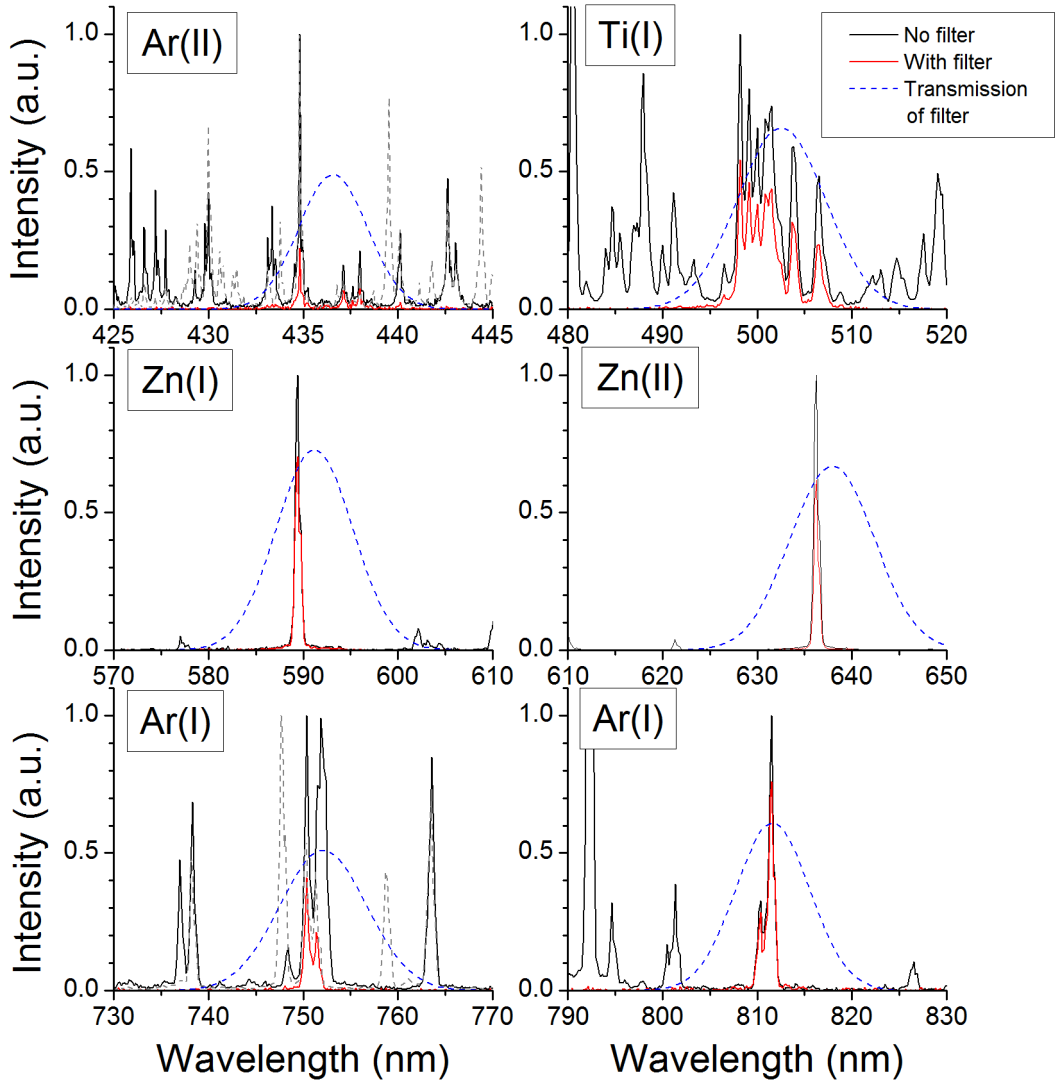 Ar(II)
Ti(I)
No filter
With filter
Transmission
of filter
Intensity (a.u.)
1.0
0.5
0.0
425 430 435 440 445
480 490 500 510 520
Zn(I)
Zn(II)
Intensity (a.u.)
1.0
0.5
0.0
1.0
0.5
0.0
570 580 590 600 610
610 620 630 640 650
Ar(I)
Ar(I)
Intensity (a.u.)
1.0
0.5
0.0
1.0
0.5
0.0
730 740 750 760 770
790 800 810 820 830
Wavelength (nm)
Wavelength (nm)
1.0
0.5
0.0